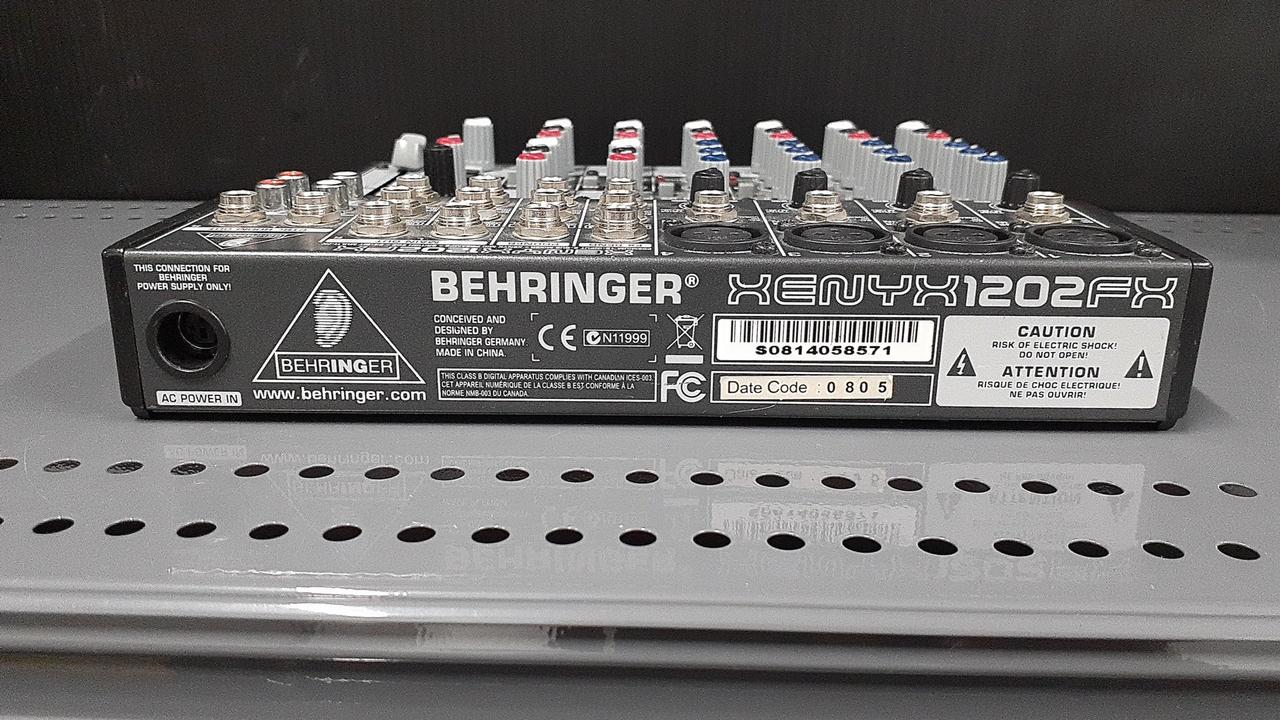 THIS CONNECTION FOR
BEHRINGER
POWER SUPPLY ONLY!
AC POWER IN
BEHRINGER
www.behringer.com
BEHRINGER®
CONCEIVED AND
DESIGNED BY
BEHRINGER GERMANY.
MADE IN CHINA.
CE
N11999
THIS CLASS B DIGITAL APPARATUS COMPLIES WITH CANADIAN ICES-003.
CET APPAREIL NUMÉRIQUE DE LA CLASSE B EST CONFORME À LA
NORME NMB-003 DU CANADA.
FC
XENYX1202FX
S0814058571
Date Code : 0805
CAUTION
RISK OF ELECTRIC SHOCK!
DO NOT OPEN!
ATTENTION
RISQUE DE CHOC ELECTRIQUE!
NE PAS OUVRIR!